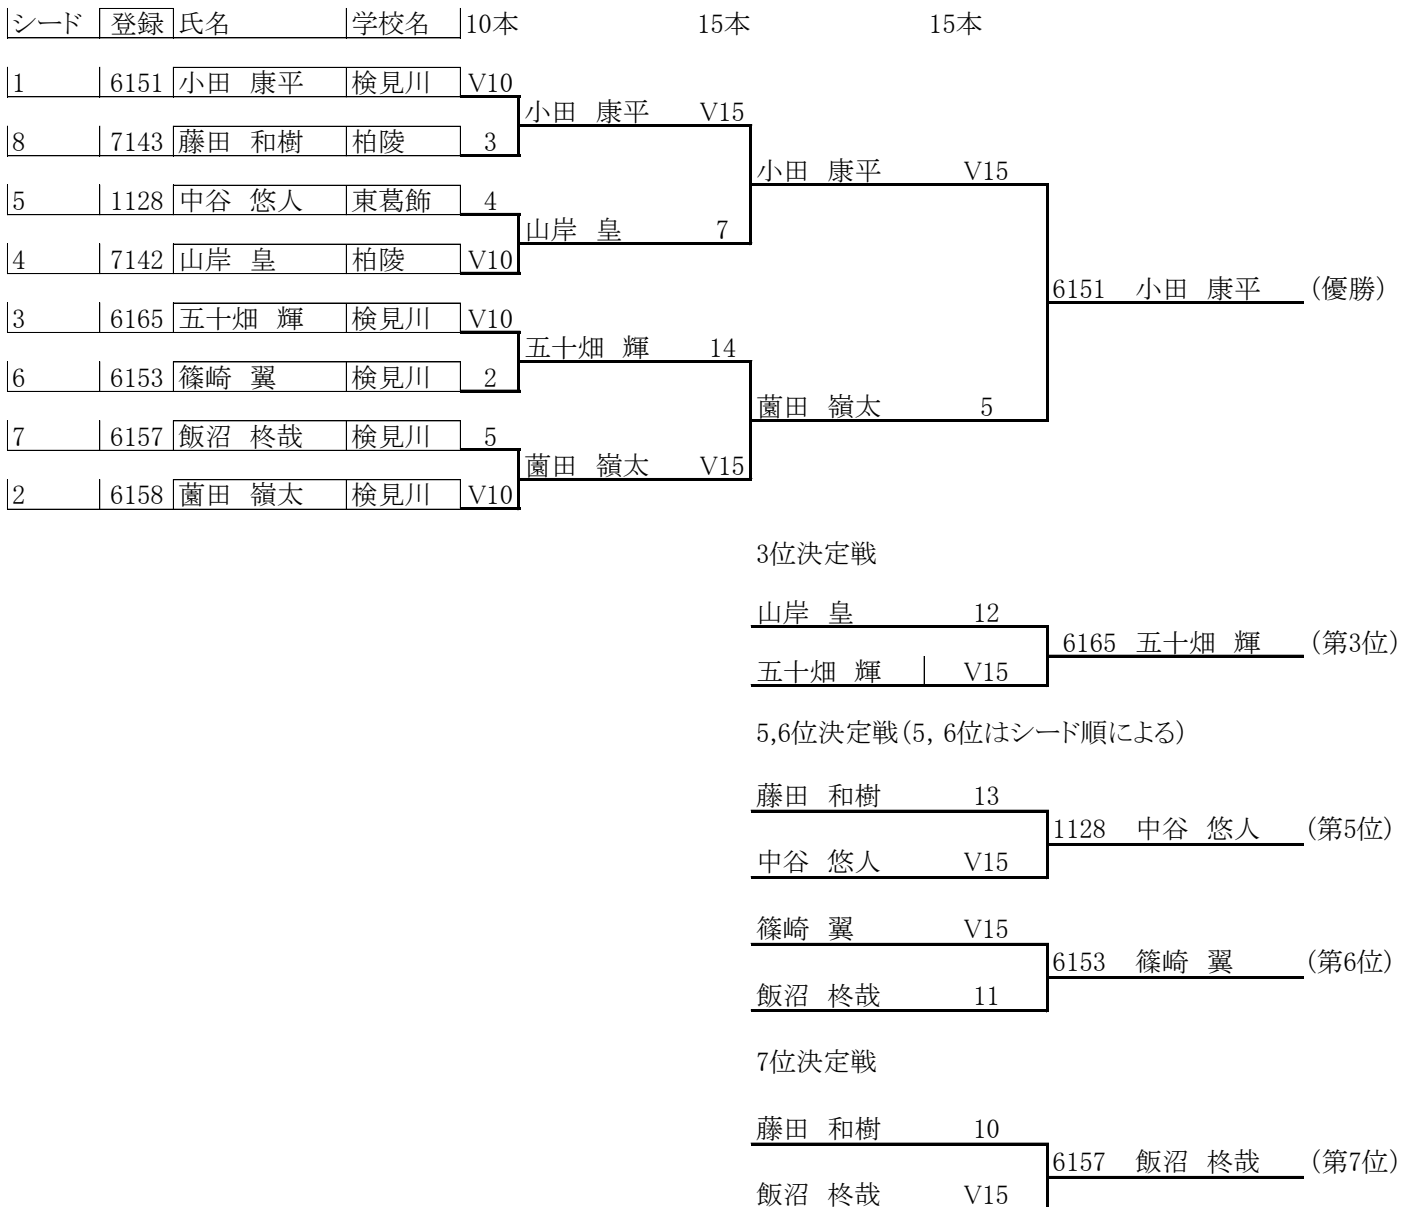 シード 登録 氏名 学校名 10本 15本 15本
1 6151 小田 康平 検見川 V10
小田 康平 V15
8 7143 藤田 和樹 柏陵 3
小田 康平 V15
5 1128 中谷 悠人 東葛飾 4
山岸 皇 7
4 7142 山岸 皇 柏陵 V10
6151 小田 康平 (優勝)
3 6165 五十畑 輝 検見川 V10
五十畑 輝 14
6 6153 篠崎 翼 検見川 2
薗田 嶺太 5
7 6157 飯沼 柊哉 検見川 5
薗田 嶺太 V15
2 6158 薗田 嶺太 検見川 V10
3位決定戦
山岸 皇 12
6165 五十畑 輝 (第3位)
五十畑 輝 V15
5,6位決定戦(5, 6位はシード順による)
藤田 和樹 13
1128 中谷 悠人 (第5位)
中谷 悠人 V15
篠崎 翼 V15
6153 篠崎 翼 (第6位)
飯沼 柊哉 11
7位決定戦
藤田 和樹 10
6157 飯沼 柊哉 (第7位)
飯沼 柊哉 V15